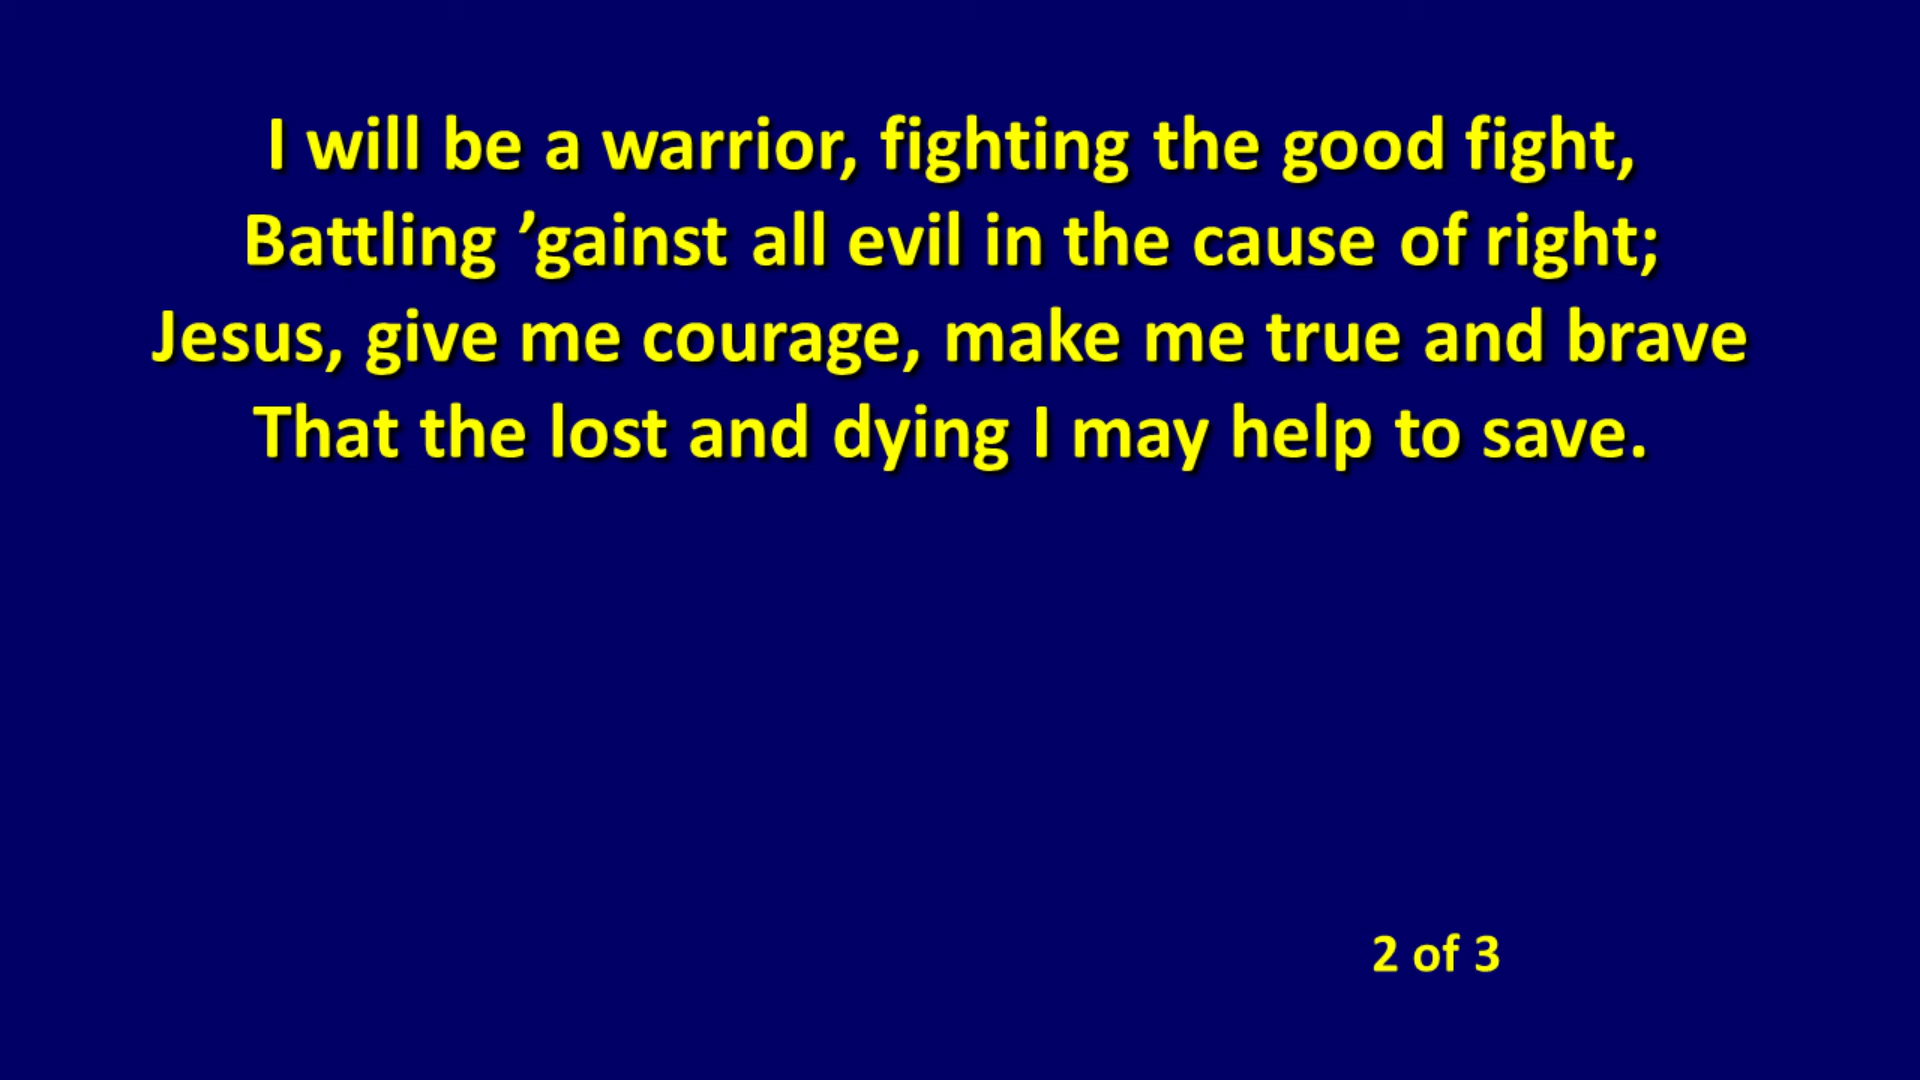 I will be a warrior, fighting the good fight,
Battling ’gainst all evil in the cause of right;
Jesus, give me courage, make me true and brave
That the lost and dying I may help to save.
2 of 3